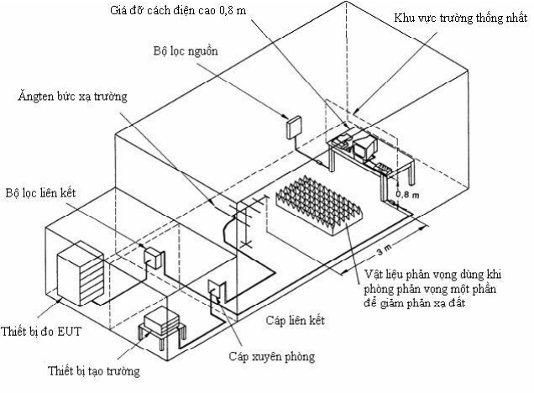 Giá đỡ cách điện cao 0,8 m
Khu vực trường thống nhất
Bộ lọc nguồn
Ăngten bức xạ trường
Bộ lọc liên kết
0,8 m
3 m
Vật liệu phản vọng dùng khi
phòng phản vọng một phần
để giảm phản xạ đất
Cáp liên kết
Thiết bị đo EUT
Cáp xuyên phòng
Thiết bị tạo trường